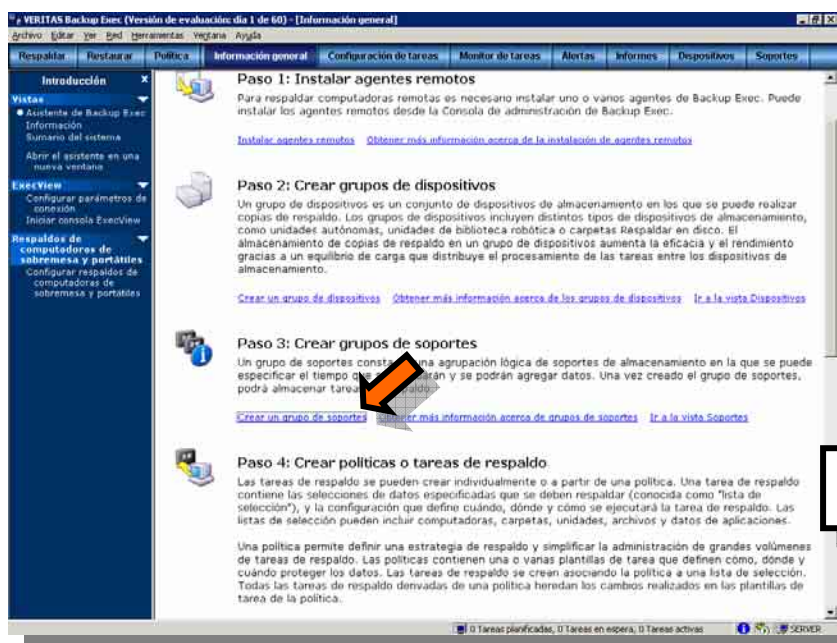 VERITAS Backup Exec (Versión de evaluación: día 1 de 60) - [Información general]
Archivo Editar Ver Red Herramientas Ventana Ayuda
Respaldar Restaurar Política Información general Configuración de tareas Monitor de tareas Alertas Informes Dispositivos Soportes
Introducción
Vistas
Asistente de Backup Exec
Información
Sumario del sistema
Abrir el asistente en una
nueva ventana
ExecView
Configurar parámetros de
conexión
Iniciar consola ExecView
Respaldos de
computadoras de
sobremesa y portátiles
Configurar respaldos de
computadoras de
sobremesa y portátiles
Paso 1: Instalar agentes remotos
Para respaldar computadoras remotas es necesario instalar uno o varios agentes de Backup Exec. Puede
instalar los agentes remotos desde la Consola de administración de Backup Exec.
Instalar agentes remotos Obtener más información acerca de la instalación de agentes remotos
Paso 2: Crear grupos de dispositivos
Un grupo de dispositivos es un conjunto de dispositivos de almacenamiento en los que se puede realizar
copias de respaldo. Los grupos de dispositivos incluyen distintos tipos de dispositivos de almacenamiento,
como unidades autónomas, unidades de biblioteca robótica o carpetas Respaldar en disco. El
almacenamiento de copias de respaldo en un grupo de dispositivos aumenta la eficacia y el rendimiento
gracias a un equilibrio de carga que distribuye el procesamiento de las tareas entre los dispositivos de
almacenamiento.
Crear un grupo de dispositivos Obtener más información acerca de los grupos de dispositivos Ir a la vista Dispositivos
Paso 3: Crear grupos de soportes
Un grupo de soportes consta una agrupación lógica de soportes de almacenamiento en la que se puede
especificar el tiempo que y se podrán agregar datos. Una vez creado el grupo de soportes,
podrá almacenar tareas
Crear un grupo de soportes Obtener más información acerca de grupos de soportes Ir a la vista Soportes
Paso 4: Crear políticas o tareas de respaldo
Las tareas de respaldo se pueden crear individualmente o a partir de una política. Una tarea de respaldo
contiene las selecciones de datos especificadas que se deben respaldar (conocida como "lista de
selección"), y la configuración que define cuándo, dónde y cómo se ejecutará la tarea de respaldo. Las
listas de selección pueden incluir computadoras, carpetas, unidades, archivos y datos de aplicaciones.
Una política permite definir una estrategia de respaldo y simplificar la administración de grandes volúmenes
de tareas de respaldo. Las políticas contienen una o varias plantillas de tarea que definen cómo, dónde y
cuándo proteger los datos. Las tareas de respaldo se crean asociando la política a una lista de selección.
Todas las tareas de respaldo derivadas de una política heredan los cambios realizados en las plantillas de
tarea de la política.
0 Tareas planificadas, 0 Tareas en espera, 0 Tareas activas SERVER